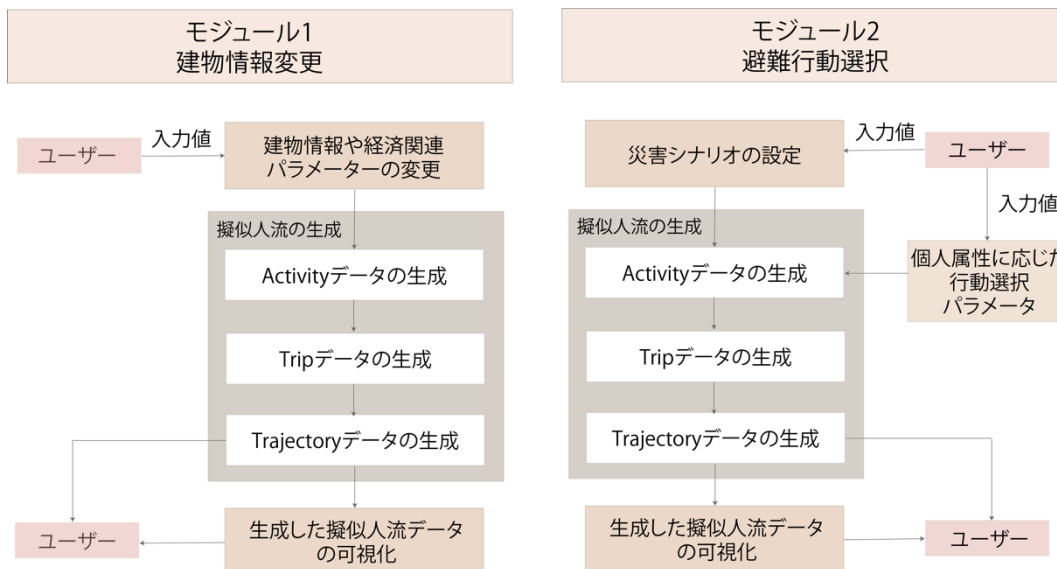 モジュール1
建物情報変更
ユーザー
入力値
建物情報や経済関連
パラメーターの変更
擬似人流の生成
Activityデータの生成
Tripデータの生成
Trajectoryデータの生成
ユーザー
生成した擬似人流データ
の可視化
モジュール2
避難行動選択
災害シナリオの設定
入力値
ユーザー
入力値
擬似人流の生成
Activityデータの生成
個人属性に応じた
行動選択
パラメータ
Tripデータの生成
Trajectoryデータの生成
生成した擬似人流データ
の可視化
ユーザー